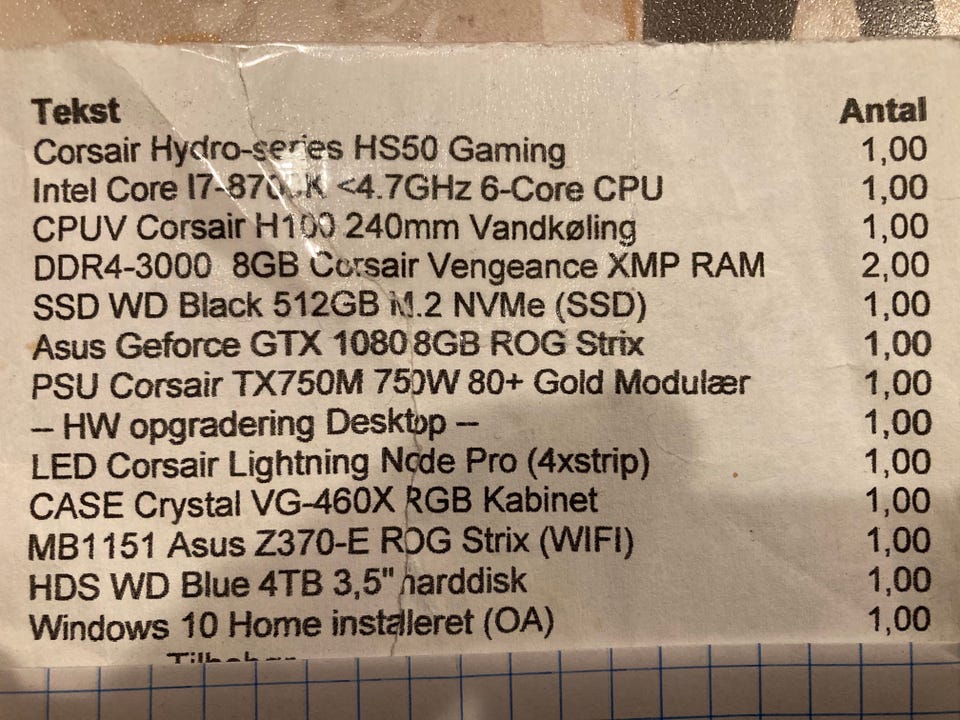 Tekst Antal
Corsair Hydro-series HS50 Gaming 1,00
Intel Core I7-8700K <4.7GHz 6-Core CPU 1,00
CPUV Corsair H100 240mm Vandkøling 1,00
DDR4-3000 8GB Corsair Vengeance XMP RAM 2,00
SSD WD Black 512GB M.2 NVMe (SSD) 1,00
Asus Geforce GTX 1080 8GB ROG Strix 1,00
PSU Corsair TX750M 750W 80+ Gold Modulær 1,00
-- HW opgradering Desktop -- 1,00
LED Corsair Lightning Node Pro (4xstrip) 1,00
CASE Crystal VG-460X RGB Kabinet 1,00
MB1151 Asus Z370-E ROG Strix (WIFI) 1,00
HDS WD Blue 4TB 3,5" harddisk 1,00
Windows 10 Home installeret (OA) 1,00
Tilbehør